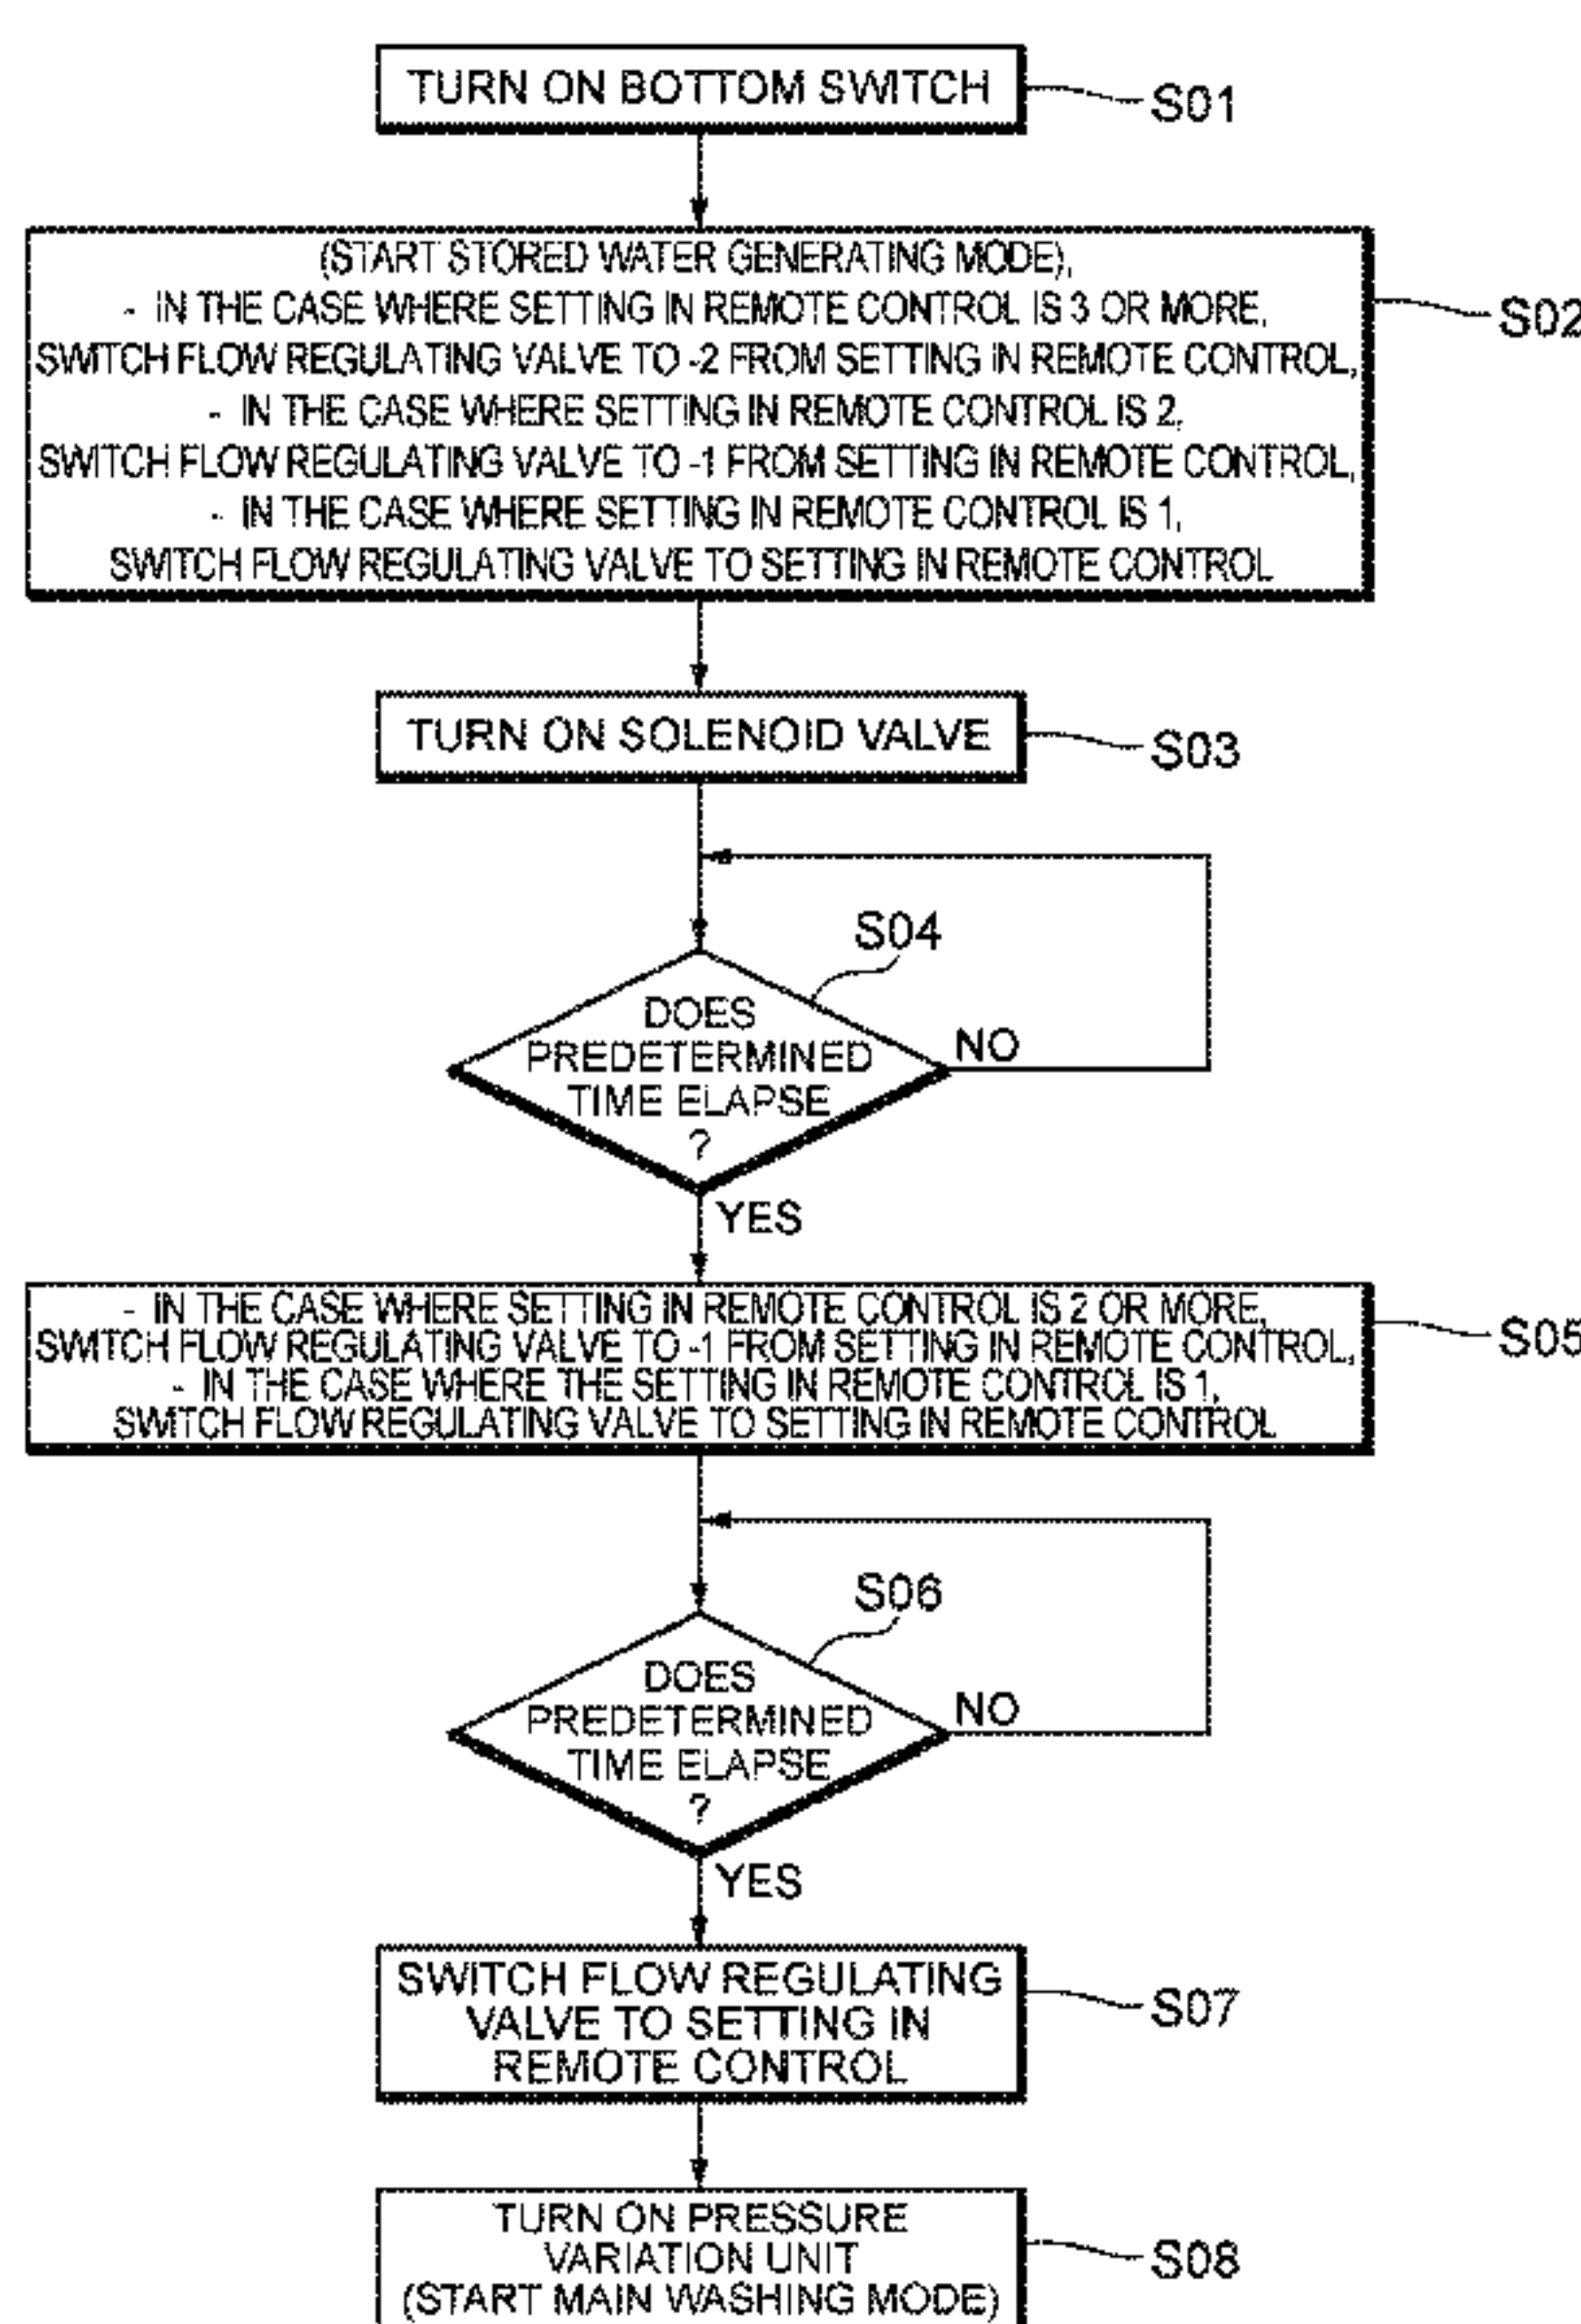 TURN ON BOTTOM SWITCH
S01
(START STORED WATER GENERATING MODE),
- IN THE CASE WHERE SETTING IN REMOTE CONTROL IS 3 OR MORE,
SWITCH FLOW REGULATING VALVE TO -2 FROM SETTING IN REMOTE CONTROL,
- IN THE CASE WHERE SETTING IN REMOTE CONTROL IS 2,
SWITCH FLOW REGULATING VALVE TO -1 FROM SETTING IN REMOTE CONTROL,
- IN THE CASE WHERE SETTING IN REMOTE CONTROL IS 1,
SWITCH FLOW REGULATING VALVE TO SETTING IN REMOTE CONTROL
S02
TURN ON SOLENOID VALVE
S03
S04
DOES
PREDETERMINED
TIME ELAPSE
?
NO
YES
- IN THE CASE WHERE SETTING IN REMOTE CONTROL IS 2 OR MORE,
SWITCH FLOW REGULATING VALVE TO -1 FROM SETTING IN REMOTE CONTROL,
- IN THE CASE WHERE THE SETTING IN REMOTE CONTROL IS 1,
SWITCH FLOW REGULATING VALVE TO SETTING IN REMOTE CONTROL
S05
S06
DOES
PREDETERMINED
TIME ELAPSE
?
NO
YES
SWITCH FLOW REGULATING
VALVE TO SETTING IN
REMOTE CONTROL
S07
TURN ON PRESSURE
VARIATION UNIT
(START MAIN WASHING MODE)
S08